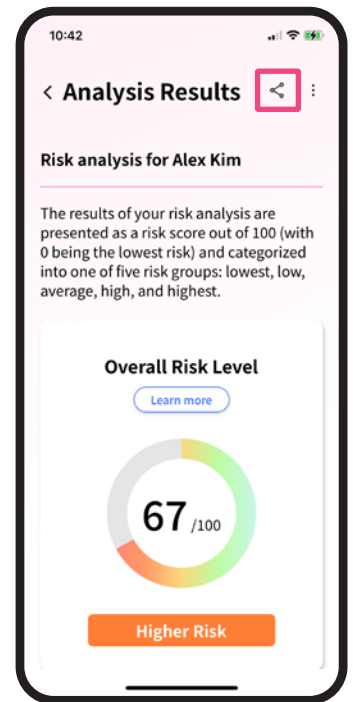 10:42
Analysis Results
Risk analysis for Alex Kim
The results of your risk analysis are
presented as a risk score out of 100 (with
0 being the lowest risk) and categorized
into one of five risk groups: lowest, low,
average, high, and highest.
Overall Risk Level
Learn more
67 /100
Higher Risk